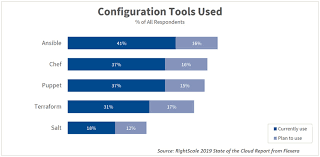 Configuration Tools Used
% of All Respondents
Ansible 41% 16%
Chef 37% 16%
Puppet 37% 15%
Terraform 31% 17%
Salt 18% 12%
Currently use
Plan to use
Source: RightScale 2019 State of the Cloud Report from Flexera